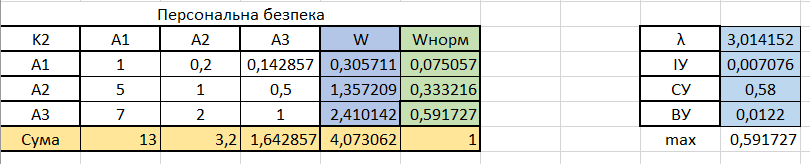 Персональна безпека
K2 A1 A2 A3 W Wнорм λ 3,014152
A1 1 0,2 0,142857 0,305711 0,075057 ІУ 0,007076
A2 5 1 0,5 1,357209 0,333216 СУ 0,58
A3 7 2 1 2,410142 0,591727 ВУ 0,0122
Сума 13 3,2 1,642857 4,073062 1 max 0,591727